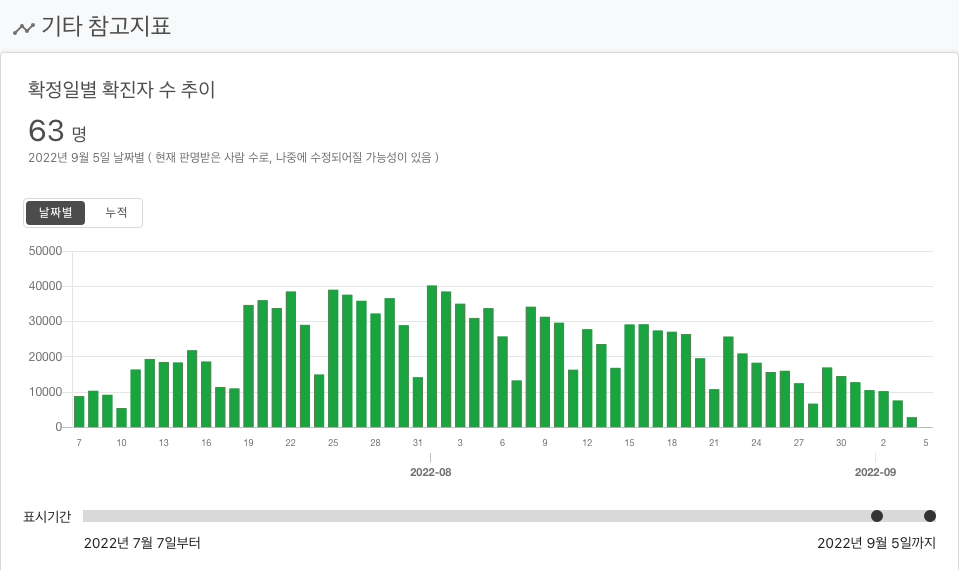 기타 참고지표
확정일별 확진자 수 추이
63 명
2022년 9월 5일 날짜별 ( 현재 판명받은 사람 수로, 나중에 수정되어질 가능성이 있음 )
날짜별 누적
50000
40000
30000
20000
10000
0
7 10 13 16 19 22 25 28 31 3 6 9 12 15 18 21 24 27 30 2 5
2022-08 2022-09
표시기간
2022년 7월 7일부터 2022년 9월 5일까지